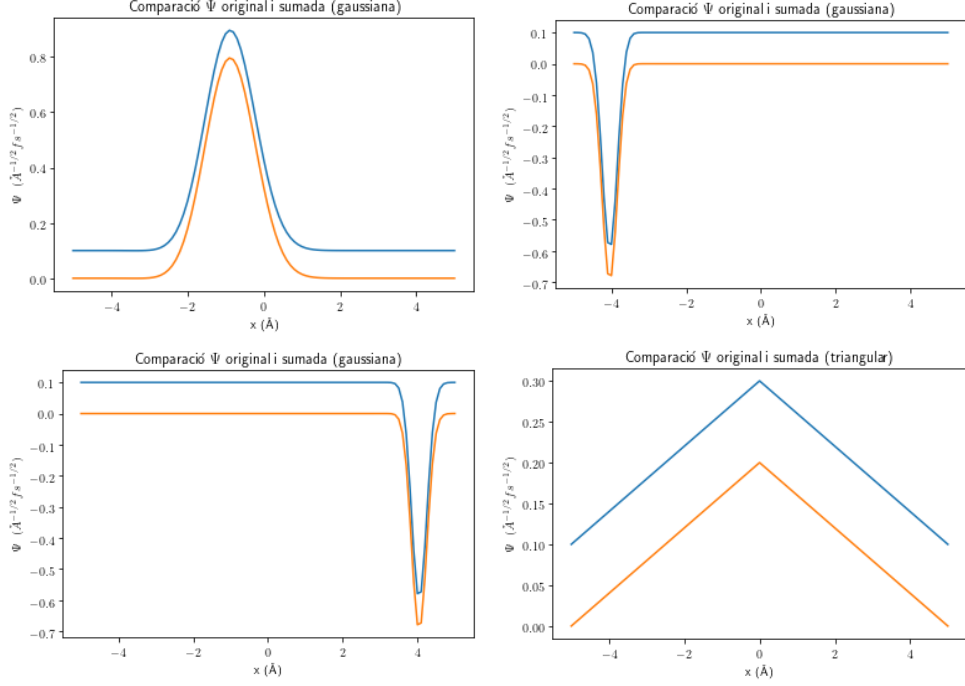 Comparació Ψ original i sumada (gaussiana)
Ψ (Å^{-1/2} fs^{-1/2})
0.8
0.6
0.4
0.2
0.0
−4 −2 0 2 4
x (Å)
Comparació Ψ original i sumada (gaussiana)
Ψ (Å^{-1/2} fs^{-1/2})
0.1
0.0
−0.1
−0.2
−0.3
−0.4
−0.5
−0.6
−0.7
−4 −2 0 2 4
x (Å)
Comparació Ψ original i sumada (gaussiana)
Ψ (Å^{-1/2} fs^{-1/2})
0.1
0.0
−0.1
−0.2
−0.3
−0.4
−0.5
−0.6
−0.7
−4 −2 0 2 4
x (Å)
Comparació Ψ original i sumada (triangular)
Ψ (Å^{-1/2} fs^{-1/2})
0.30
0.25
0.20
0.15
0.10
0.05
0.00
−4 −2 0 2 4
x (Å)